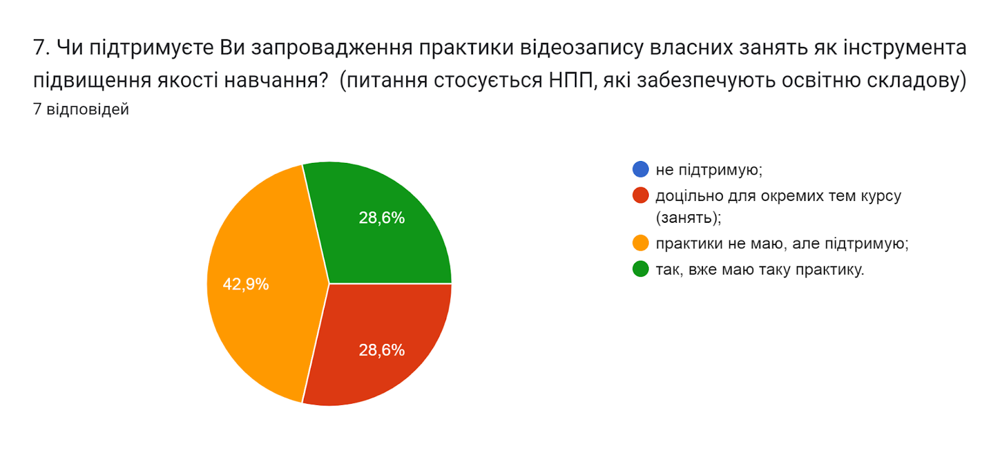 7. Чи підтримуєте Ви запровадження практики відеозапису власних занять як інструмента
підвищення якості навчання?  (питання стосується НПП, які забезпечують освітню складову)
7 відповідей
28,6%
42,9%
28,6%
не підтримую;
доцільно для окремих тем курсу
(занять);
практики не маю, але підтримую;
так, вже маю таку практику.